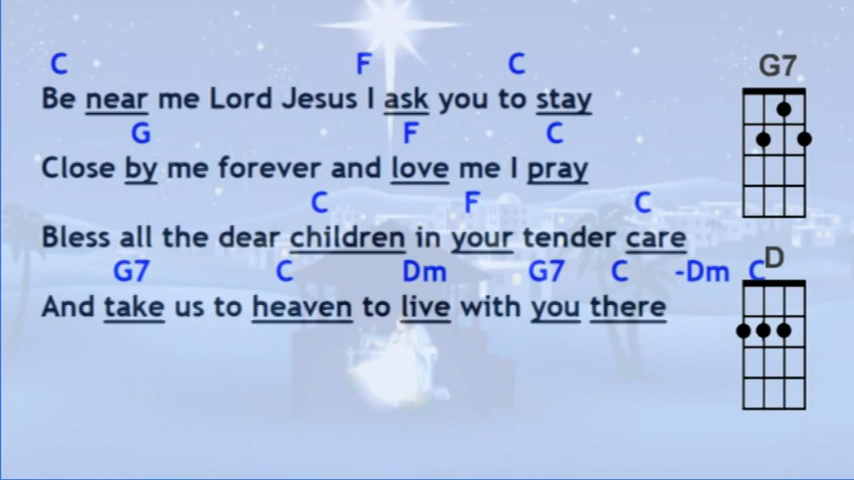 C F C
Be near me Lord Jesus I ask you to stay
G F C
Close by me forever and love me I pray
C F C
Bless all the dear children in your tender care
G7 C Dm G7 C -Dm C
And take us to heaven to live with you there
G7
D